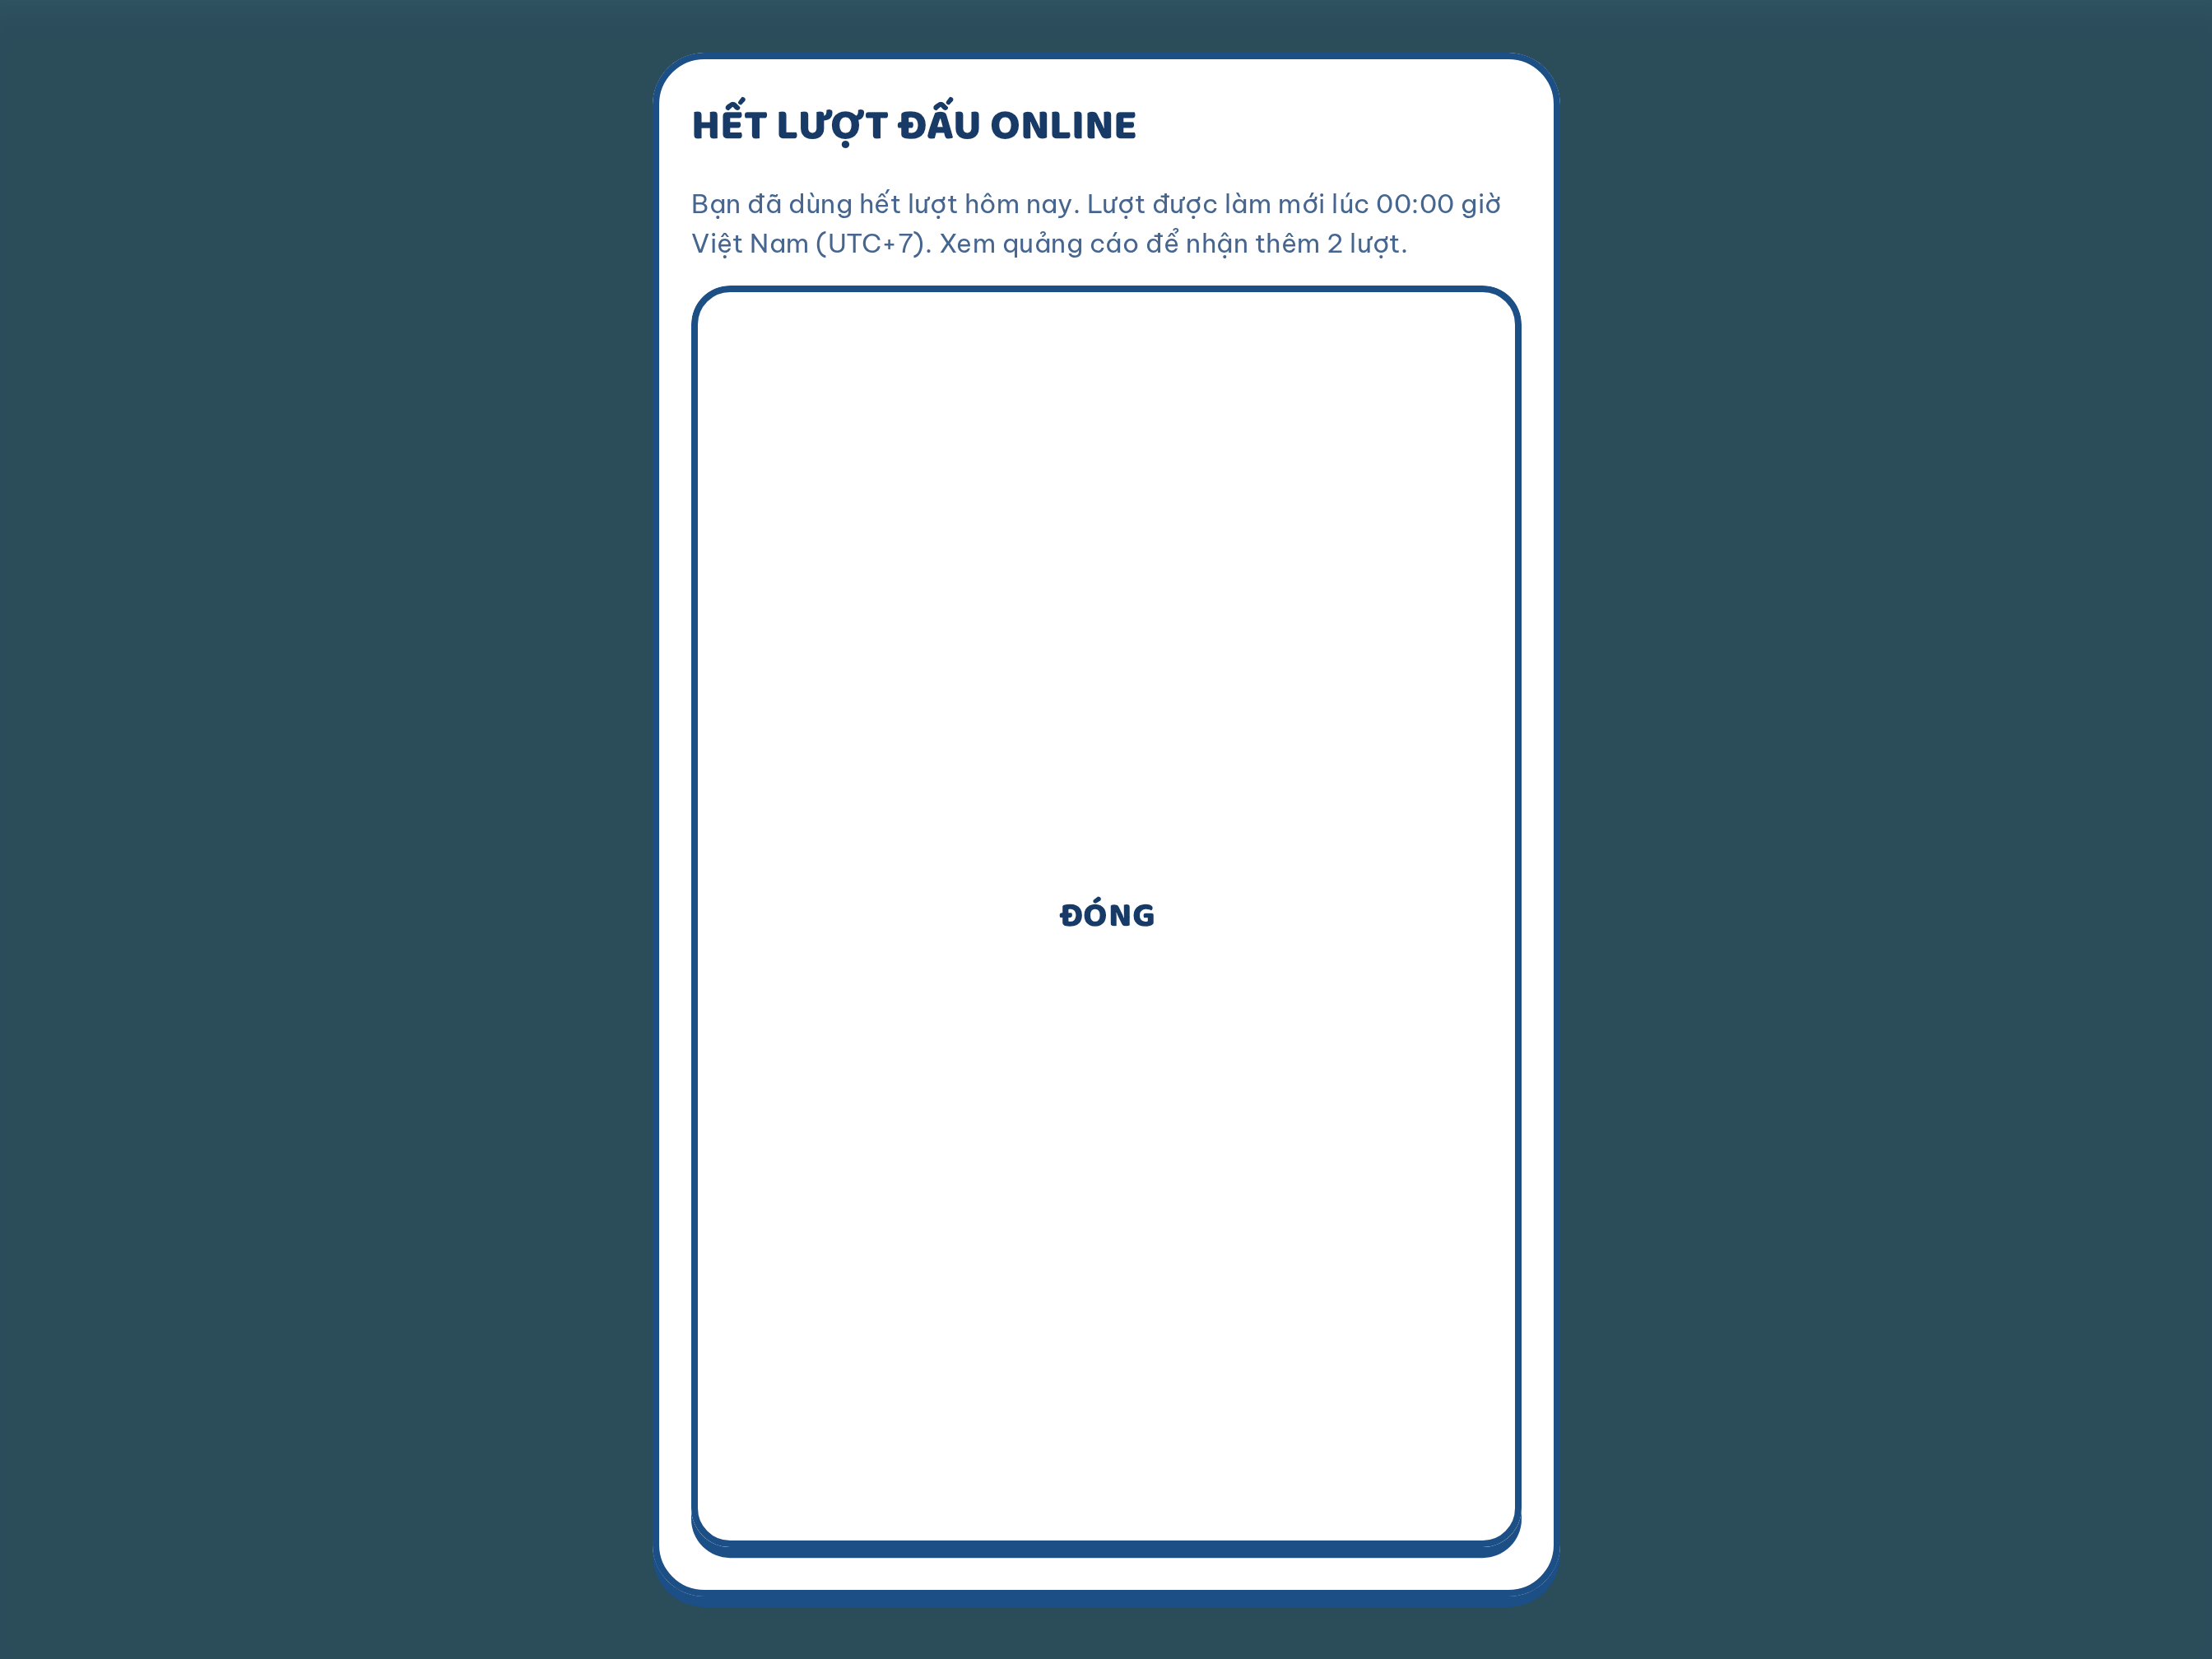 HẾT LƯỢT ĐẤU ONLINE
Bạn đã dùng hết lượt hôm nay. Lượt được làm mới lúc 00:00 giờ
Việt Nam (UTC+7). Xem quảng cáo để nhận thêm 2 lượt.
ĐÓNG